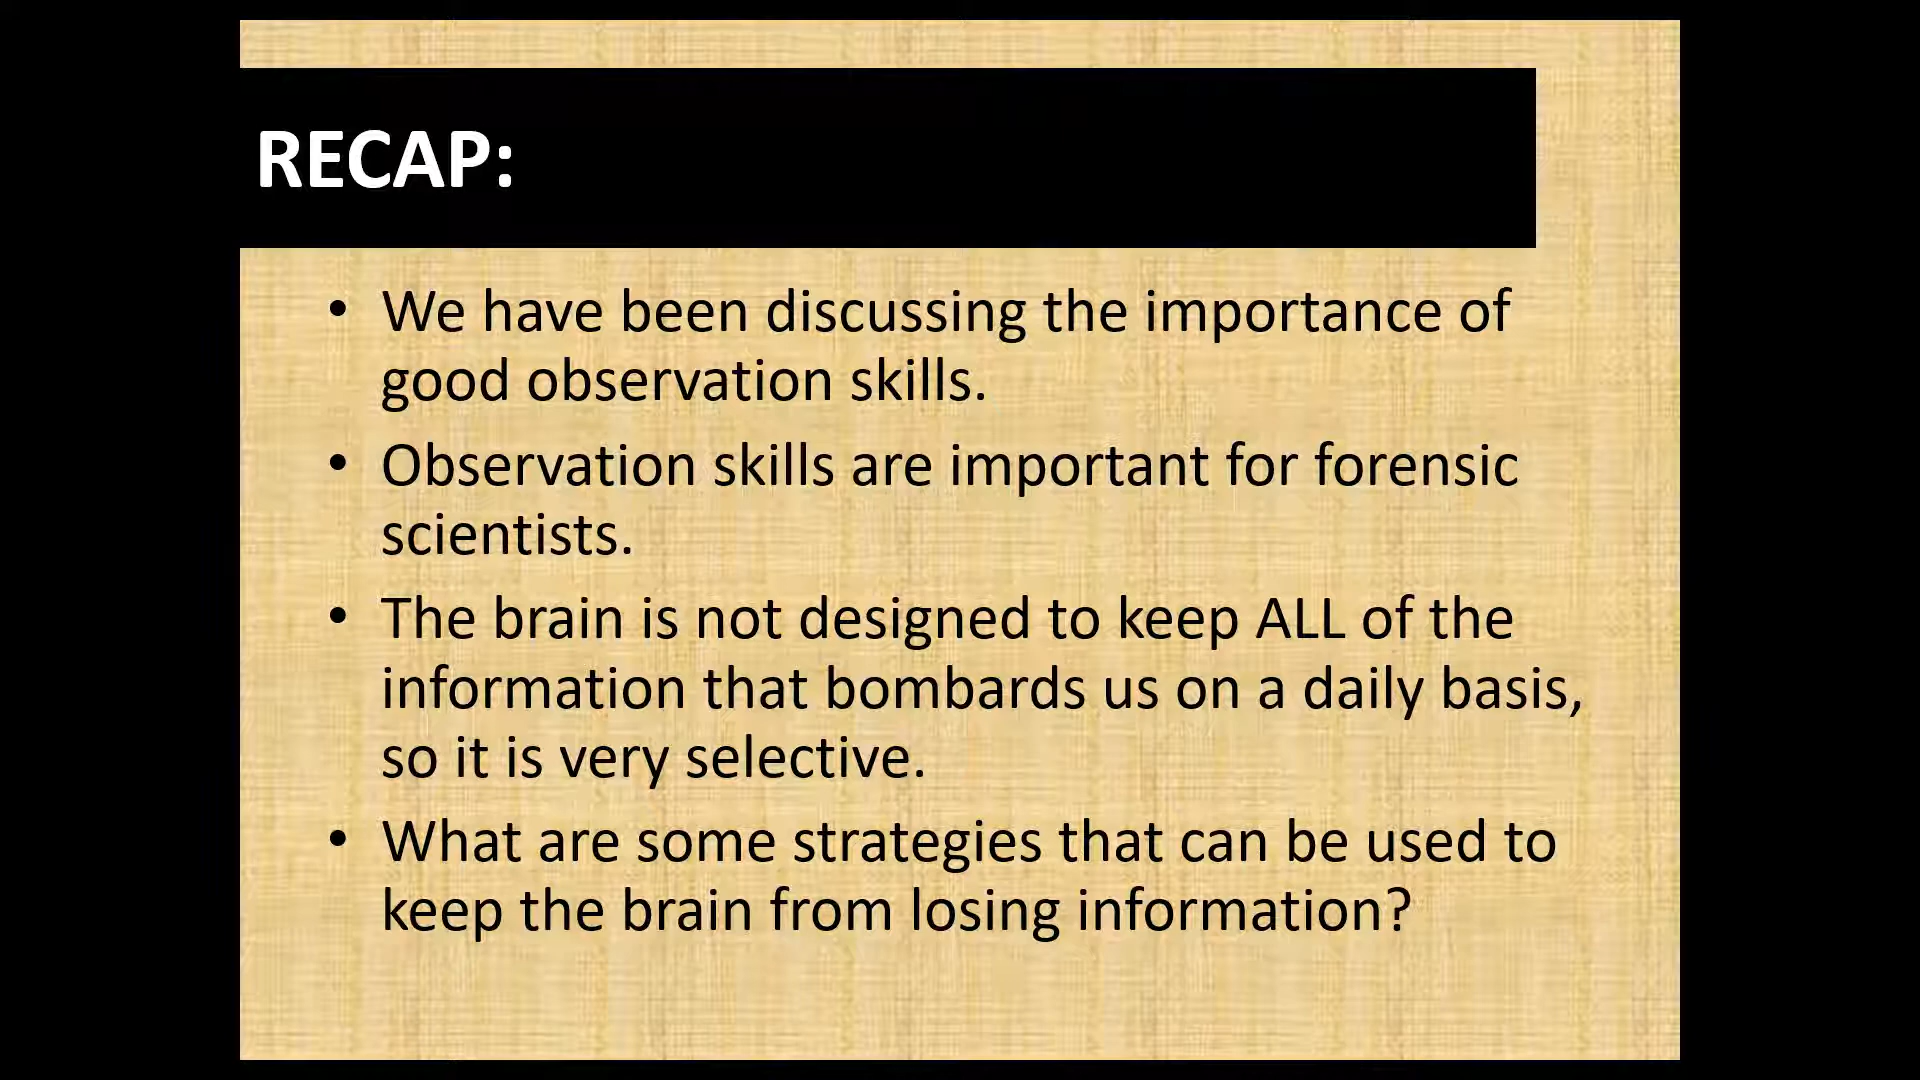 RECAP:
• We have been discussing the importance of
good observation skills.
• Observation skills are important for forensic
scientists.
• The brain is not designed to keep ALL of the
information that bombards us on a daily basis,
so it is very selective.
• What are some strategies that can be used to
keep the brain from losing information?